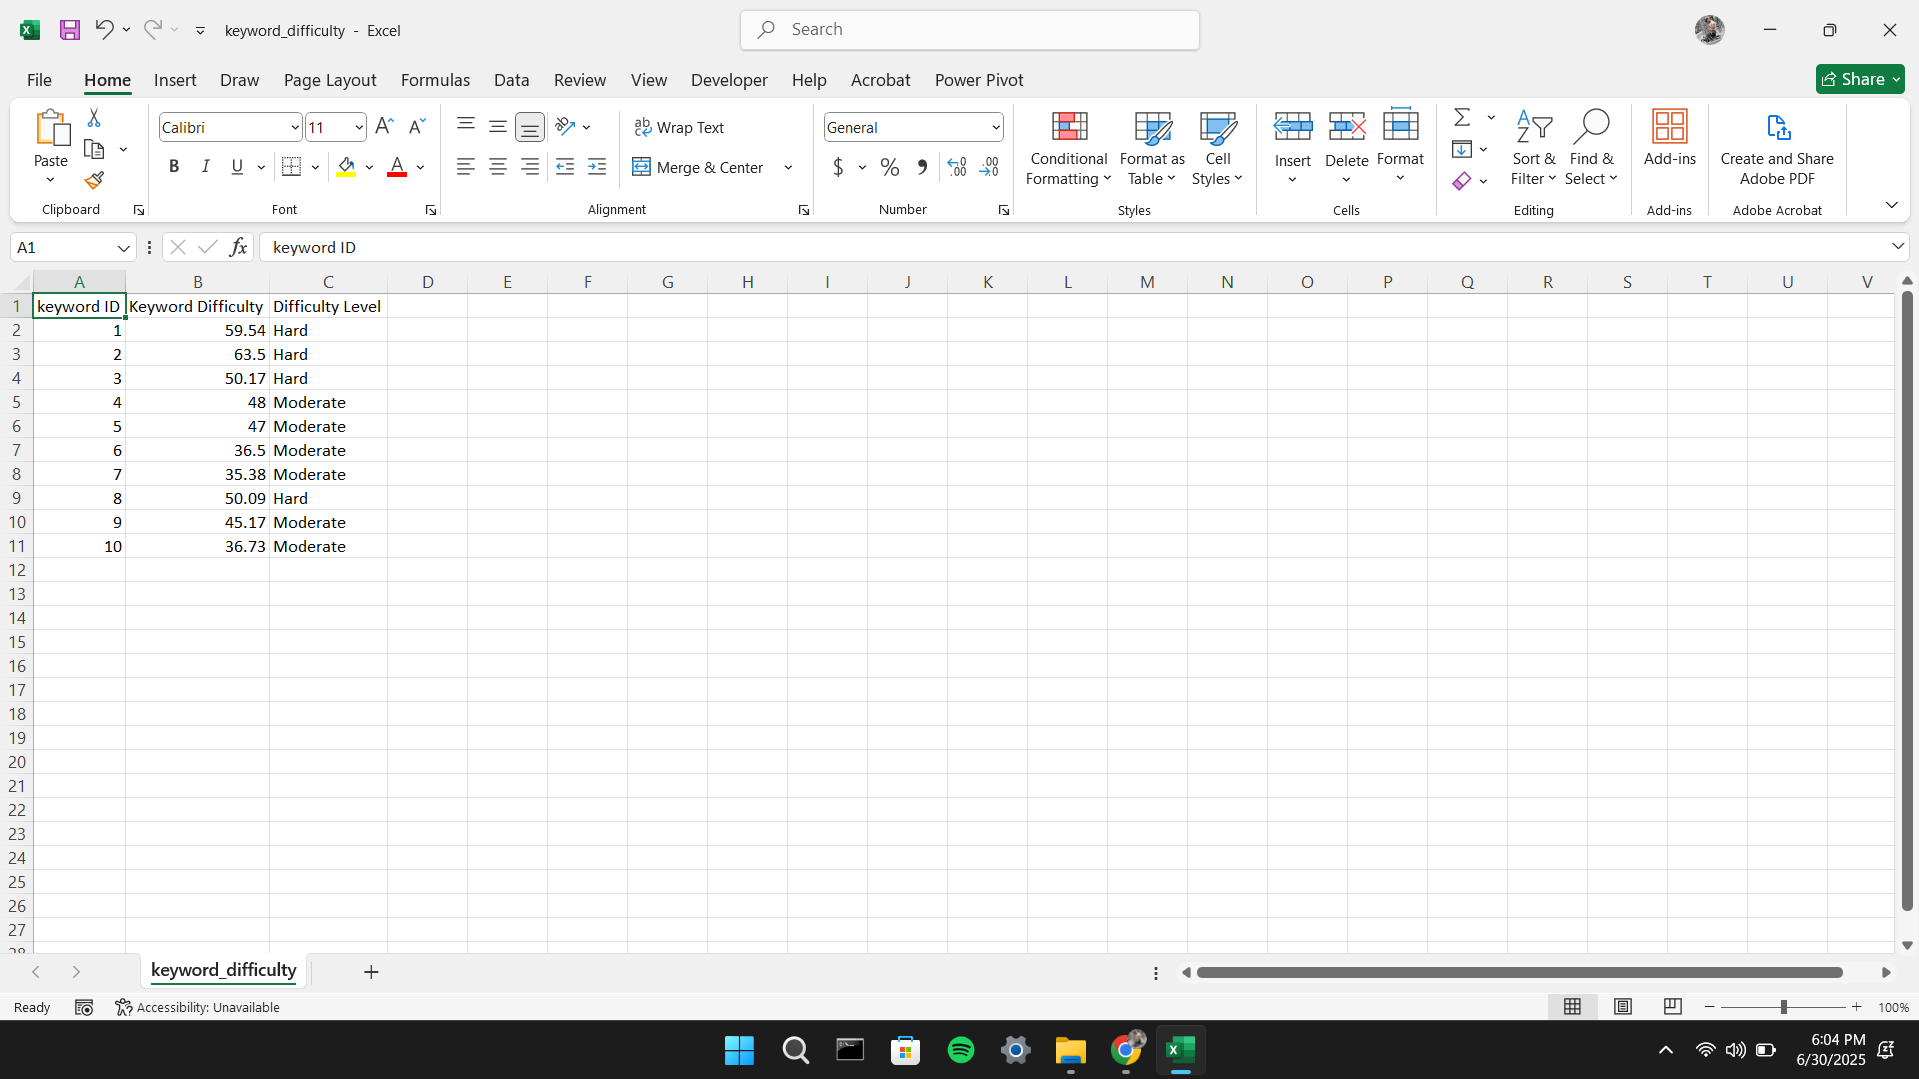 keyword_difficulty - Excel
Search
File Home Insert Draw Page Layout Formulas Data Review View Developer Help Acrobat Power Pivot
Share
Paste
Clipboard
Calibri 11
B I U A
Font
Wrap Text
Merge & Center
Alignment
General
$ % ,
Number
Conditional Formatting
Format as Table
Cell Styles
Styles
Insert Delete Format
Cells
Sort & Filter
Find & Select
Editing
Add-ins
Add-ins
Create and Share Adobe PDF
Adobe Acrobat
A1 fx keyword ID
A B C D E F G H I J K L M N O P Q R S T U V
1 keyword ID Keyword Difficulty Difficulty Level
2 1 59.54 Hard
3 2 63.5 Hard
4 3 50.17 Hard
5 4 48 Moderate
6 5 47 Moderate
7 6 36.5 Moderate
8 7 35.38 Moderate
9 8 50.09 Hard
10 9 45.17 Moderate
11 10 36.73 Moderate
12
13
14
15
16
17
18
19
20
21
22
23
24
25
26
27
28
keyword_difficulty
Ready Accessibility: Unavailable 100%
6:04 PM
6/30/2025